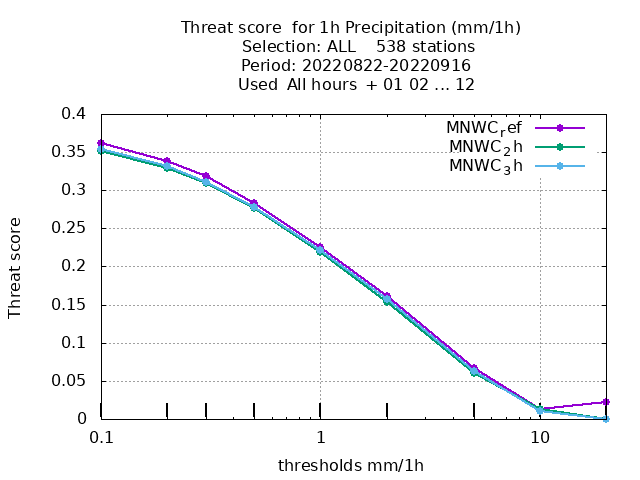 Threat score  for 1h Precipitation (mm/1h)
Selection: ALL    538 stations
Period: 20220822-20220916
Used  All hours  + 01 02 ... 12
0.4
0.35
0.3
0.25
0.2
0.15
0.1
0.05
0
Threat score
MNWC_ref
MNWC_2h
MNWC_3h
0.1 1 10
thresholds mm/1h